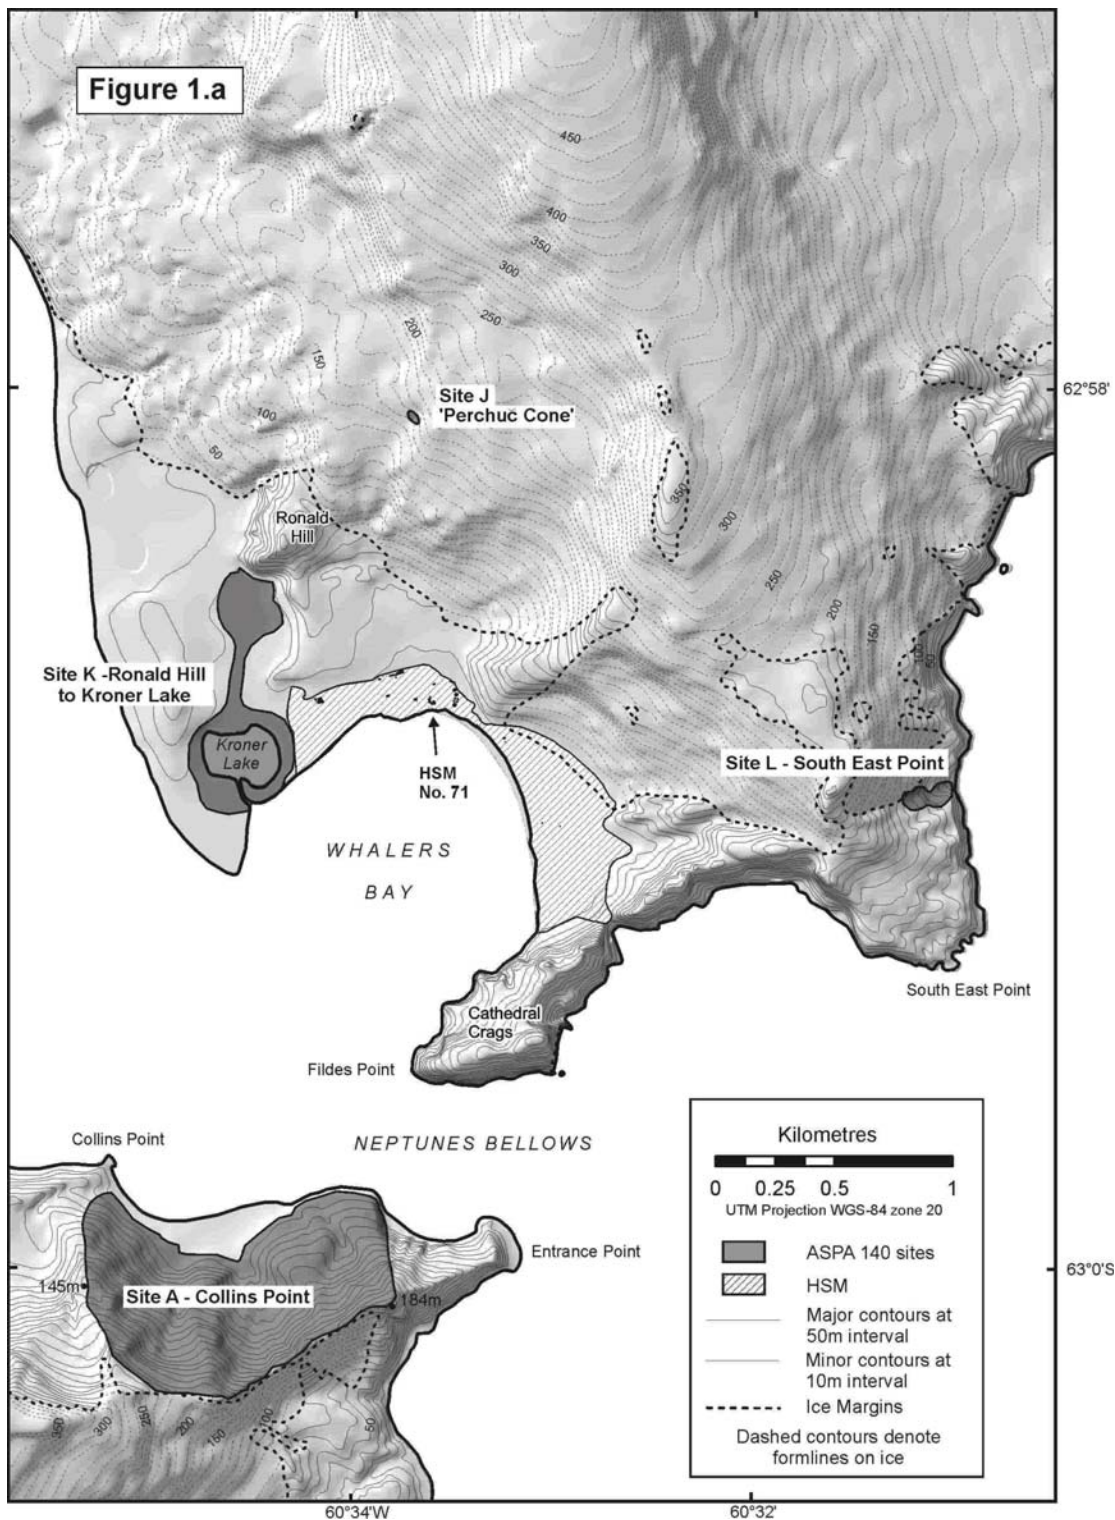 Figure 1.a
450
400
350
300
250
200
150
100
50
62°58'
Site J
'Perchuc Cone'
Ronald
Hill
350
300
250
200
150
100
50
Site K -Ronald Hill
to Kroner Lake
Kroner
Lake
HSM
No. 71
Site L - South East Point
WHALERS
BAY
South East Point
Cathedral
Crags
Fildes Point
Collins Point
NEPTUNES BELLOWS
Entrance Point
145m
Site A - Collins Point
184m
350
300
250
200
150
100
50
Kilometres
0 0.25 0.5 1
UTM Projection WGS-84 zone 20
ASPA 140 sites
HSM
Major contours at
50m interval
Minor contours at
10m interval
Ice Margins
Dashed contours denote
formlines on ice
63°0'S
60°34'W
60°32'